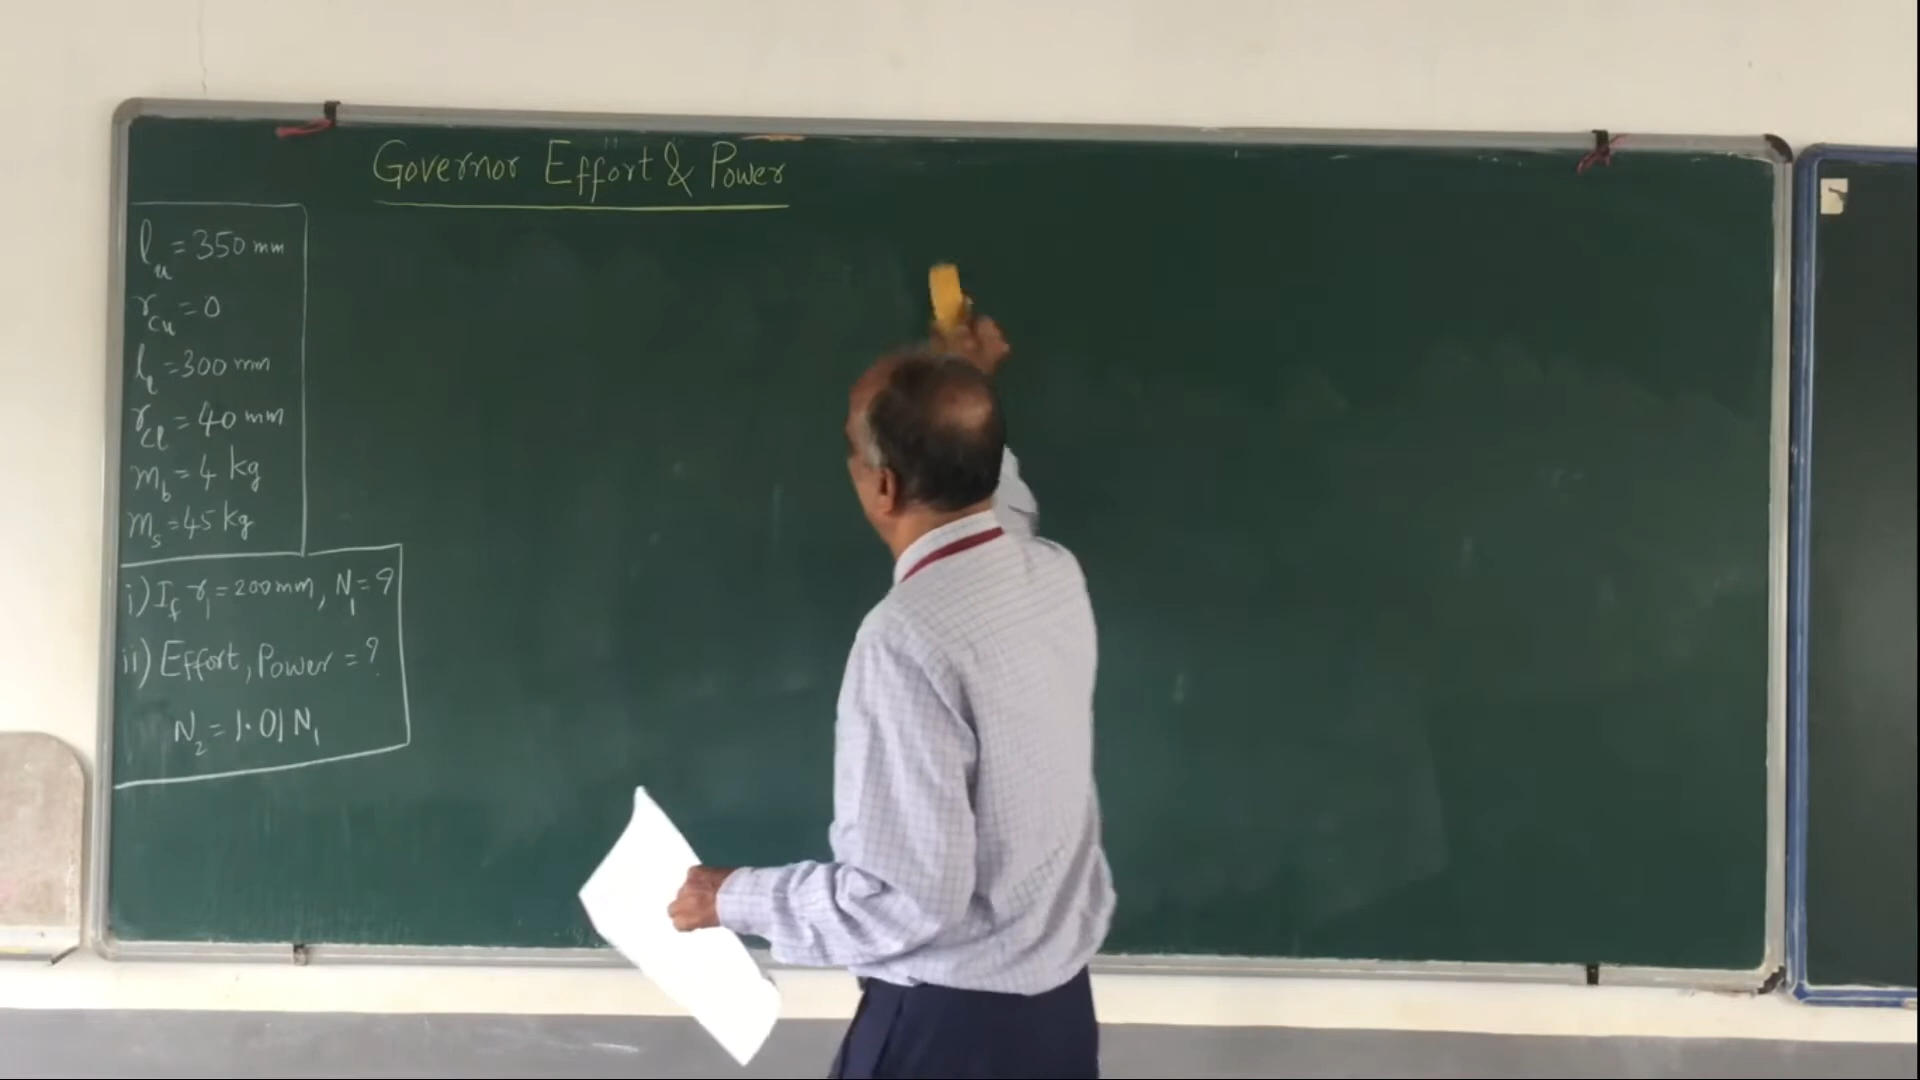 Governor Effort & Power
lu = 350 mm
rcu = 0
ll = 300 mm
rcl = 40 mm
mb = 4 kg
ms = 45 kg
i) If r1 = 200 mm, N1 = ?
ii) Effort, Power = ?
N2 = 1.01 N1